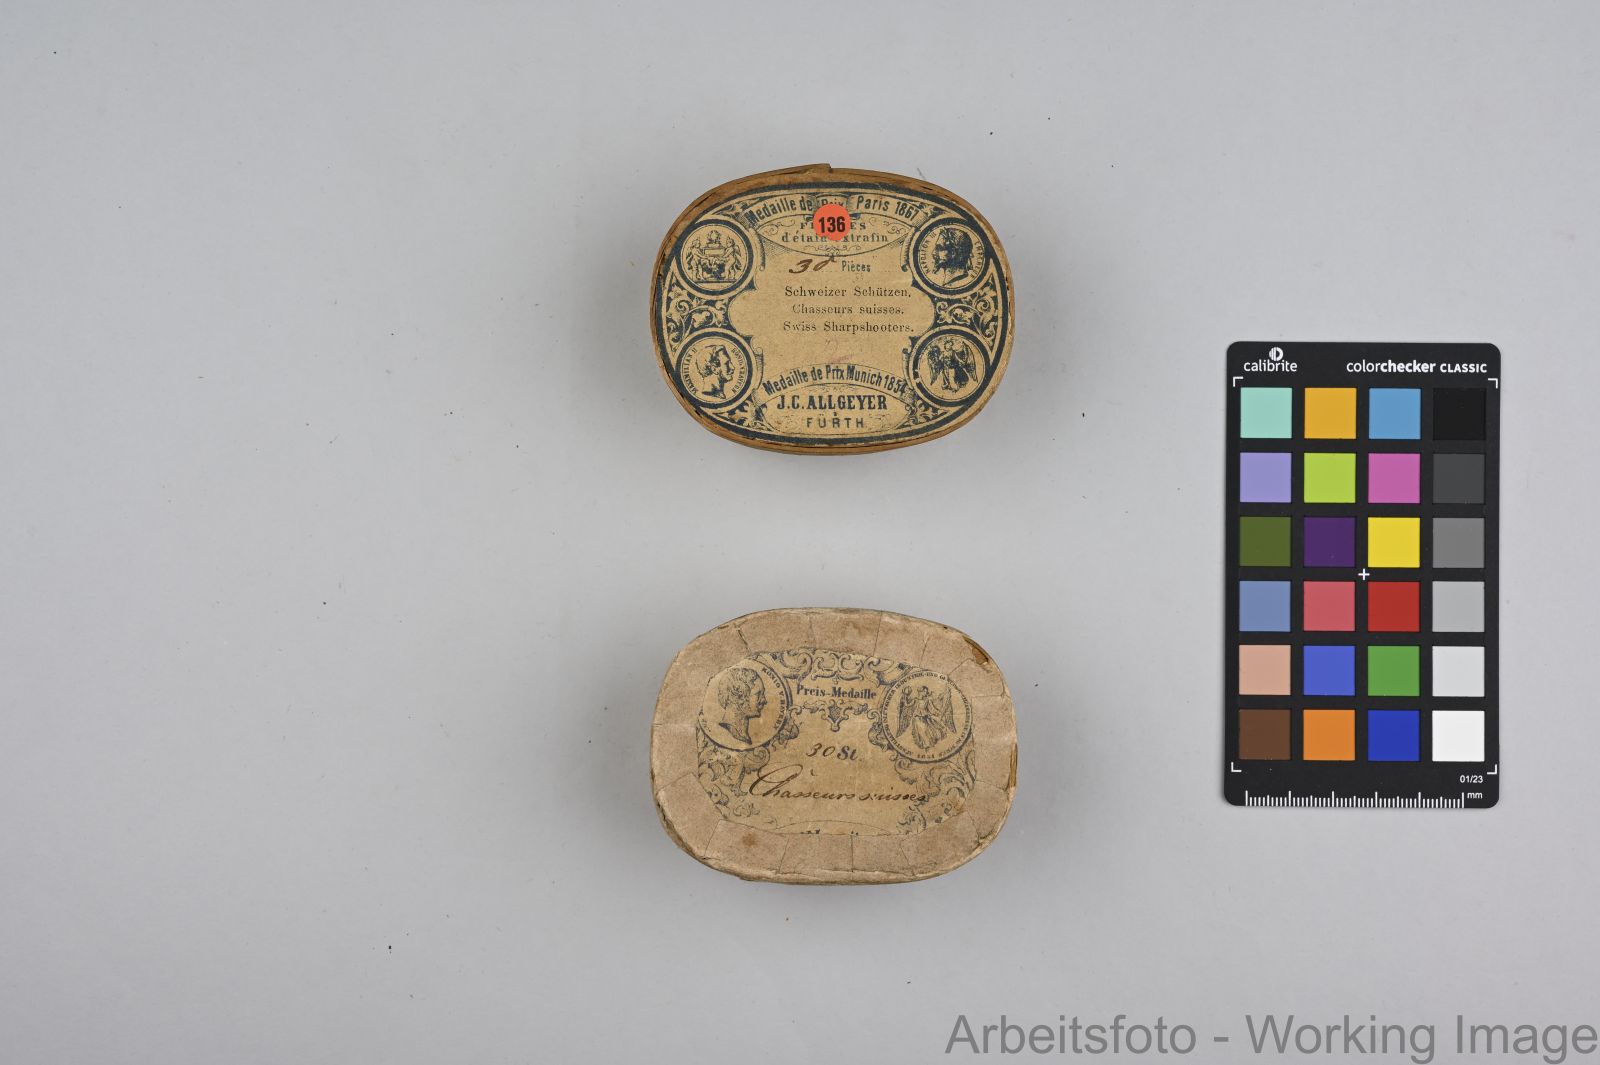 Medaille de Prix Paris 1867
136
d'étain extrafin
30 Pièces
Schweizer Schützen.
Chasseurs suisses.
Swiss Sharpshooters.
MAXIMILIAN II
Medaille de Prix Munich 1854
J. C. ALLGEYER
FÜRTH
Preis-Medaille
30 St.
Chasseurs suisses
calibrite
colorchecker CLASSIC
01/23
mm
Arbeitsfoto - Working Image